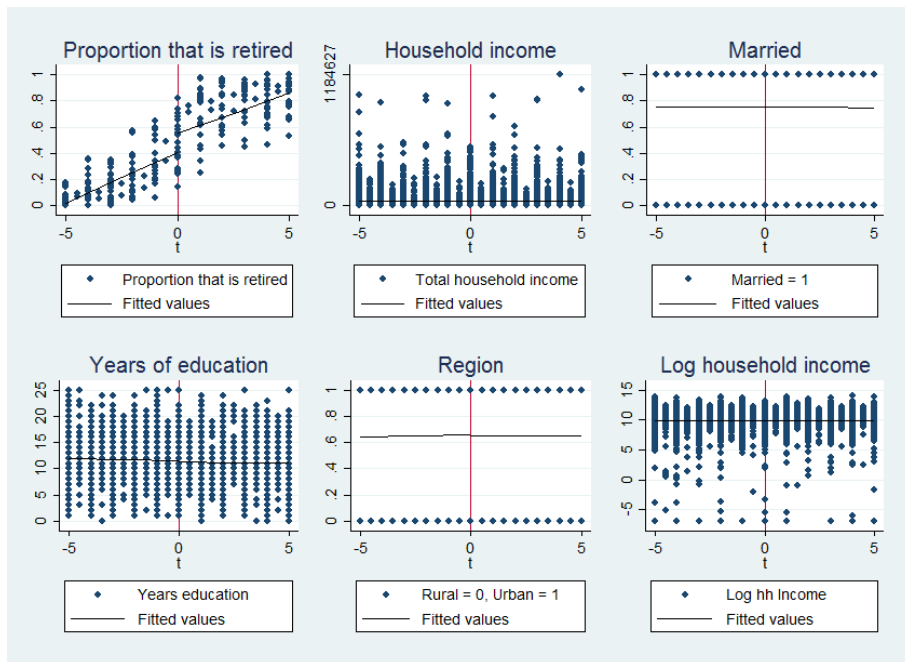 Proportion that is retired
1
.8
.6
.4
.2
0
-5 0 5
t
Proportion that is retired
Fitted values
Household income
1184627
0
-5 0 5
t
Total household income
Fitted values
Married
1
.8
.6
.4
.2
0
-5 0 5
t
Married = 1
Fitted values
Years of education
25
20
15
10
5
0
-5 0 5
t
Years education
Fitted values
Region
1
.8
.6
.4
.2
0
-5 0 5
t
Rural = 0, Urban = 1
Fitted values
Log household income
15
10
5
0
-5
-5 0 5
t
Log hh Income
Fitted values